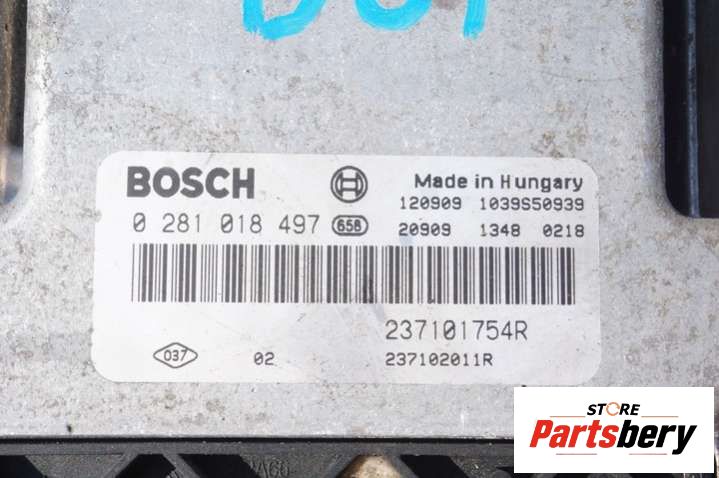 BOSCH
Made in Hungary
120909 1039S50939
0 281 018 497 658
20909 1348 0218
237101754R
037 02 237102011R
STORE
Partsbery